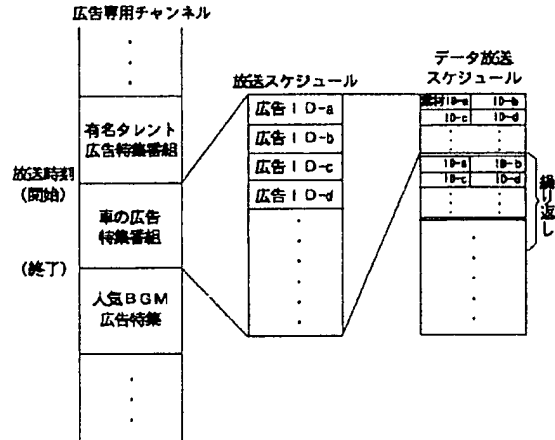 広告専用チャンネル
有名タレント
広告特集番組
放送時刻
(開始)
車の広告
特集番組
(終了)
人気BGM
広告特集
放送スケジュール
広告ID-a
広告ID-b
広告ID-c
広告ID-d
データ放送
スケジュール
素材ID-a ID-b
ID-c ID-d
ID-a ID-b
ID-c ID-d
繰り返し